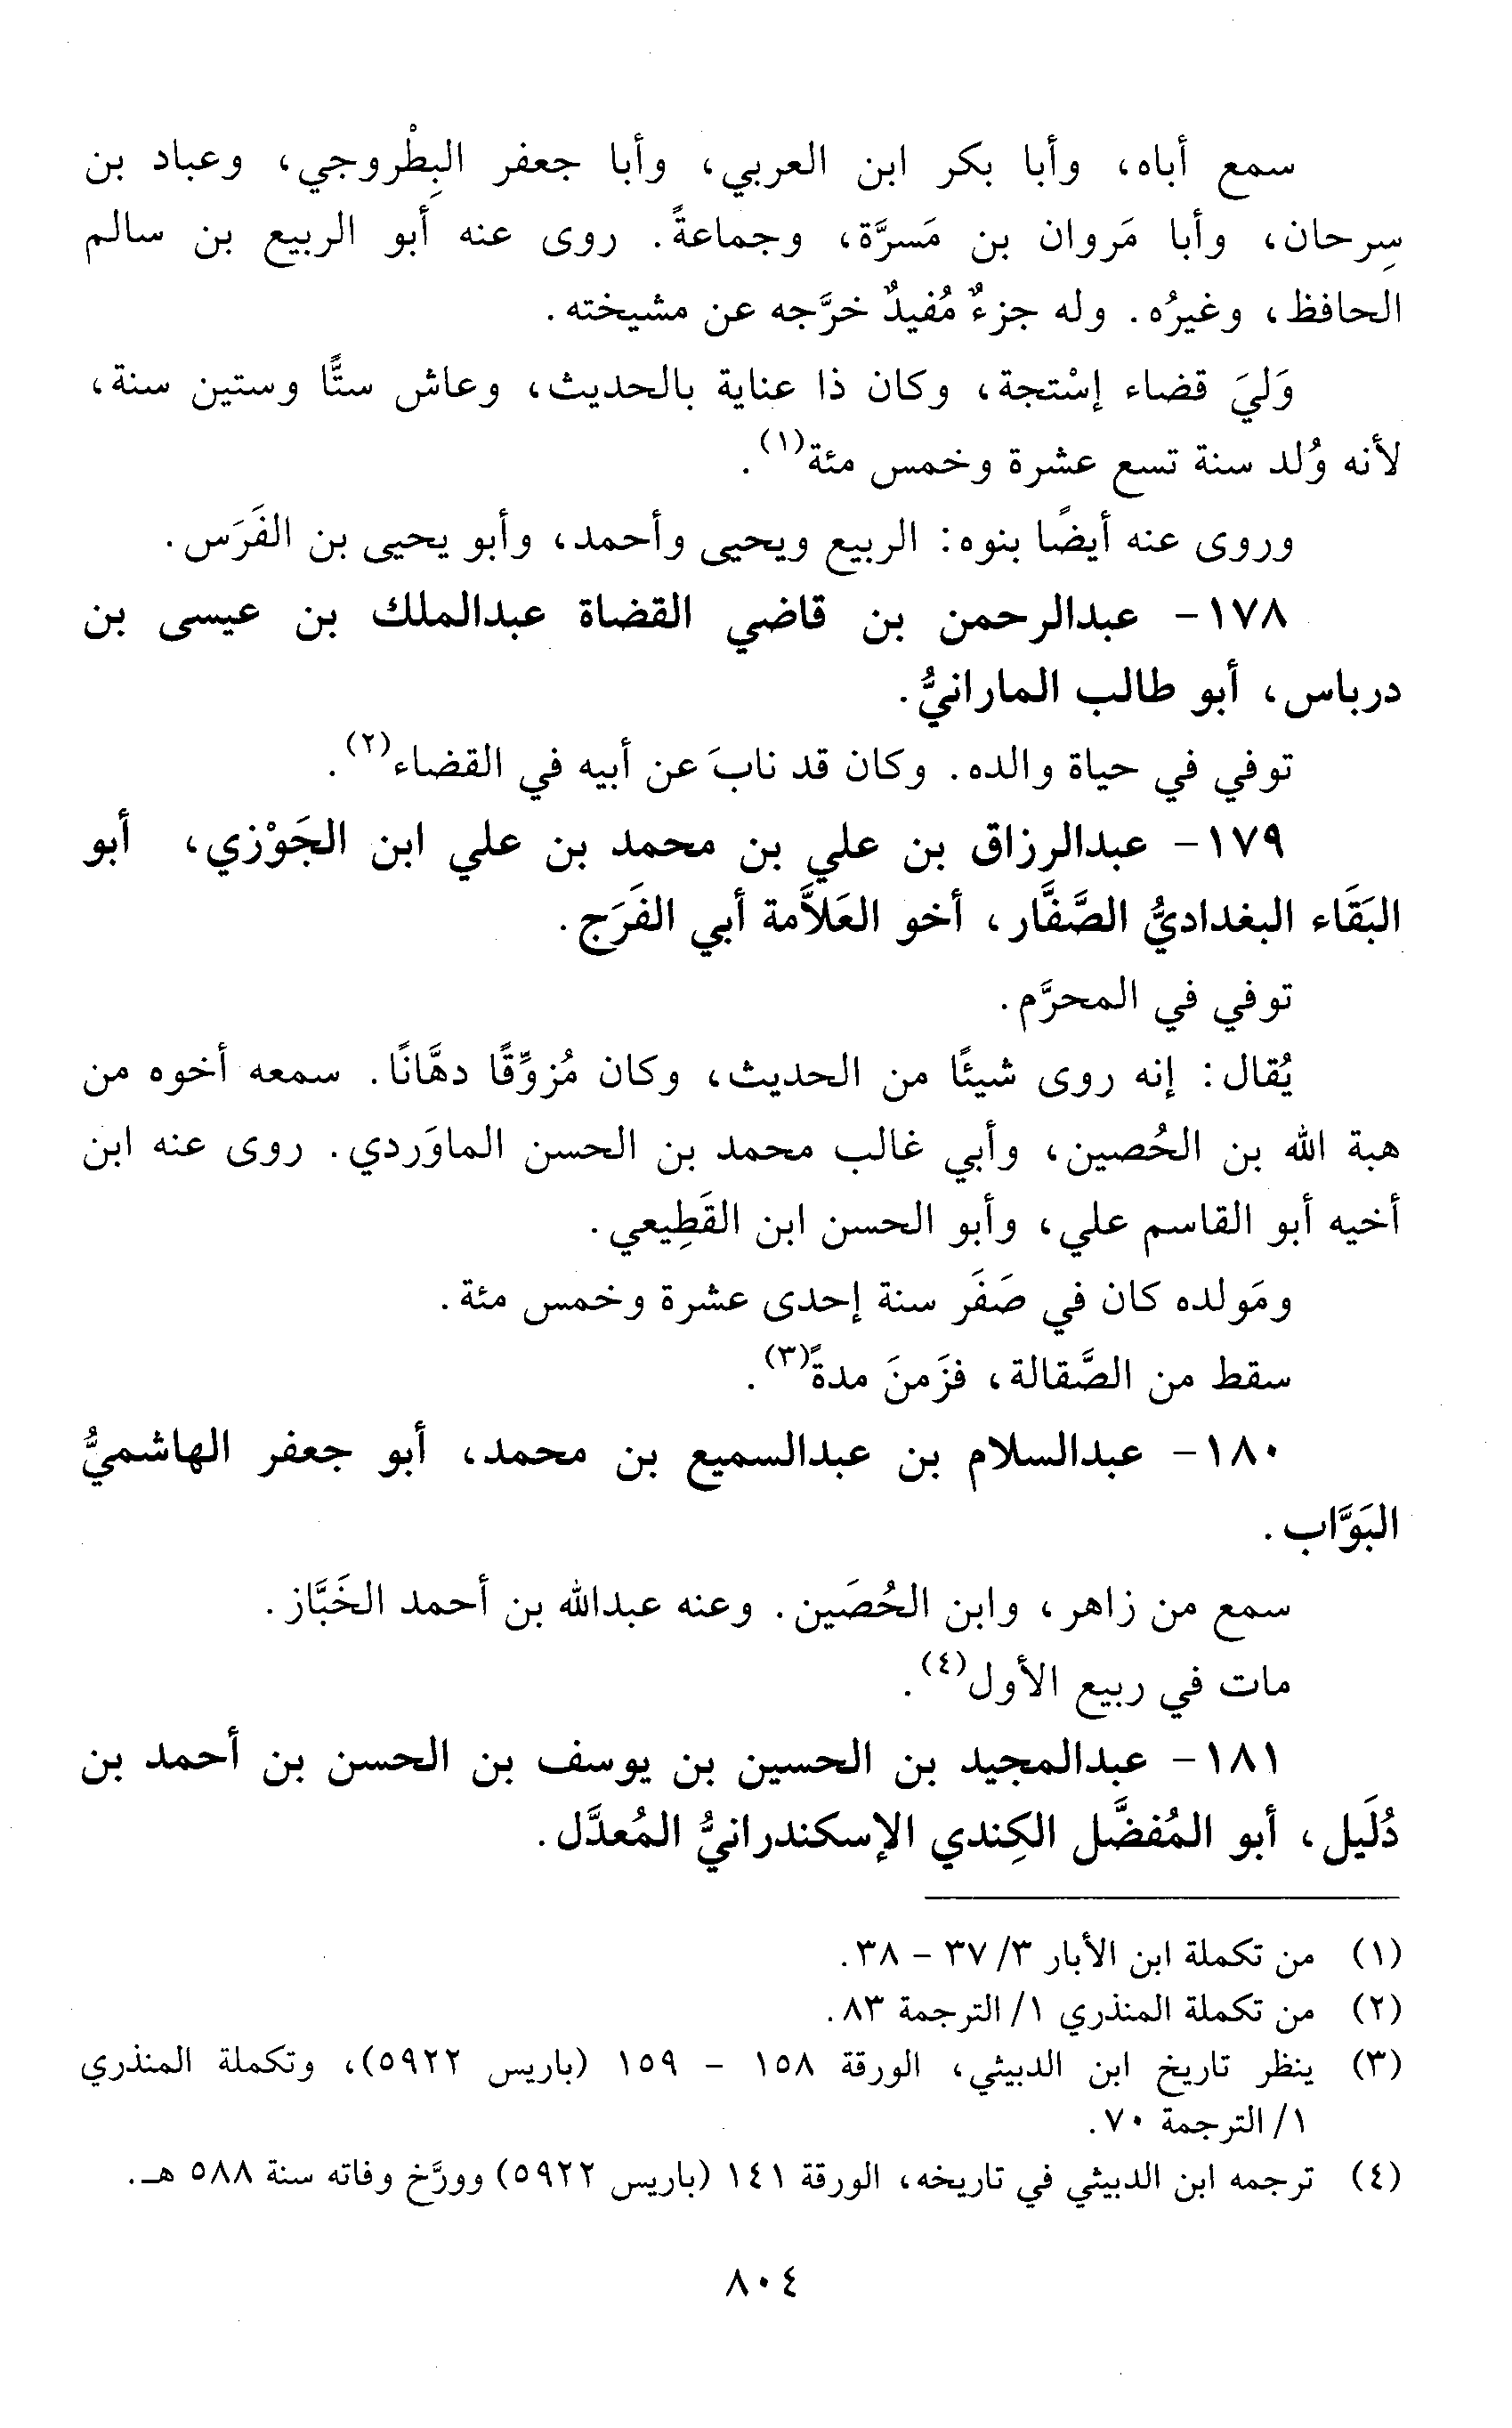 سمع أباه، وأبا بكر ابن العربي، وأبا جعفر البِطْروجي، وعباد بن
سِرحان، وأبا مَروان بن مَسرَّة، وجماعةً. روى عنه أبو الربيع بن سالم
الحافظ، وغيرُه. وله جزءٌ مُفيدٌ خرَّجه عن مشيخته.
وَليَ قضاء إسْتجة، وكان ذا عناية بالحديث، وعاش ستًّا وستين سنة،
لأنه وُلد سنة تسع عشرة وخمس مئة(١).
وروى عنه أيضًا بنوه: الربيع ويحيى وأحمد، وأبو يحيى بن الفَرَس.
١٧٨- عبدالرحمن بن قاضي القضاة عبدالملك بن عيسى بن
درباس، أبو طالب المارانيُّ.
توفي في حياة والده. وكان قد نابَ عن أبيه في القضاء(٢).
١٧٩- عبدالرزاق بن علي بن محمد بن علي ابن الجَوْزي، أبو
البَقَاء البغداديُّ الصَّفَّار، أخو العَلاَّمة أبي الفَرَج.
توفي في المحرَّم.
يُقال: إنه روى شيئًا من الحديث، وكان مُزوِّقًا دهَّانًا. سمعه أخوه من
هبة الله بن الحُصين، وأبي غالب محمد بن الحسن الماوَردي. روى عنه ابن
أخيه أبو القاسم علي، وأبو الحسن ابن القَطِيعي.
ومَولده كان في صَفَر سنة إحدى عشرة وخمس مئة.
سقط من الصَّقالة، فزَمنَ مدةً(٣).
١٨٠- عبدالسلام بن عبدالسميع بن محمد، أبو جعفر الهاشميُّ
البَوَّاب.
سمع من زاهر، وابن الحُصَين. وعنه عبدالله بن أحمد الخَبَّاز.
مات في ربيع الأول(٤).
١٨١- عبدالمجيد بن الحسين بن يوسف بن الحسن بن أحمد بن
دُلَيل، أبو المُفضَّل الكِندي الإسكندرانيُّ المُعدَّل.
(١) من تكملة ابن الأبار ٣/ ٣٧ - ٣٨.
(٢) من تكملة المنذري ١/ الترجمة ٨٣.
(٣) ينظر تاريخ ابن الدبيثي، الورقة ١٥٨ - ١٥٩ (باريس ٥٩٢٢)، وتكملة المنذري
١/ الترجمة ٧٠.
(٤) ترجمه ابن الدبيثي في تاريخه، الورقة ١٤١ (باريس ٥٩٢٢) وورَّخ وفاته سنة ٥٨٨ هـ.
٨٠٤